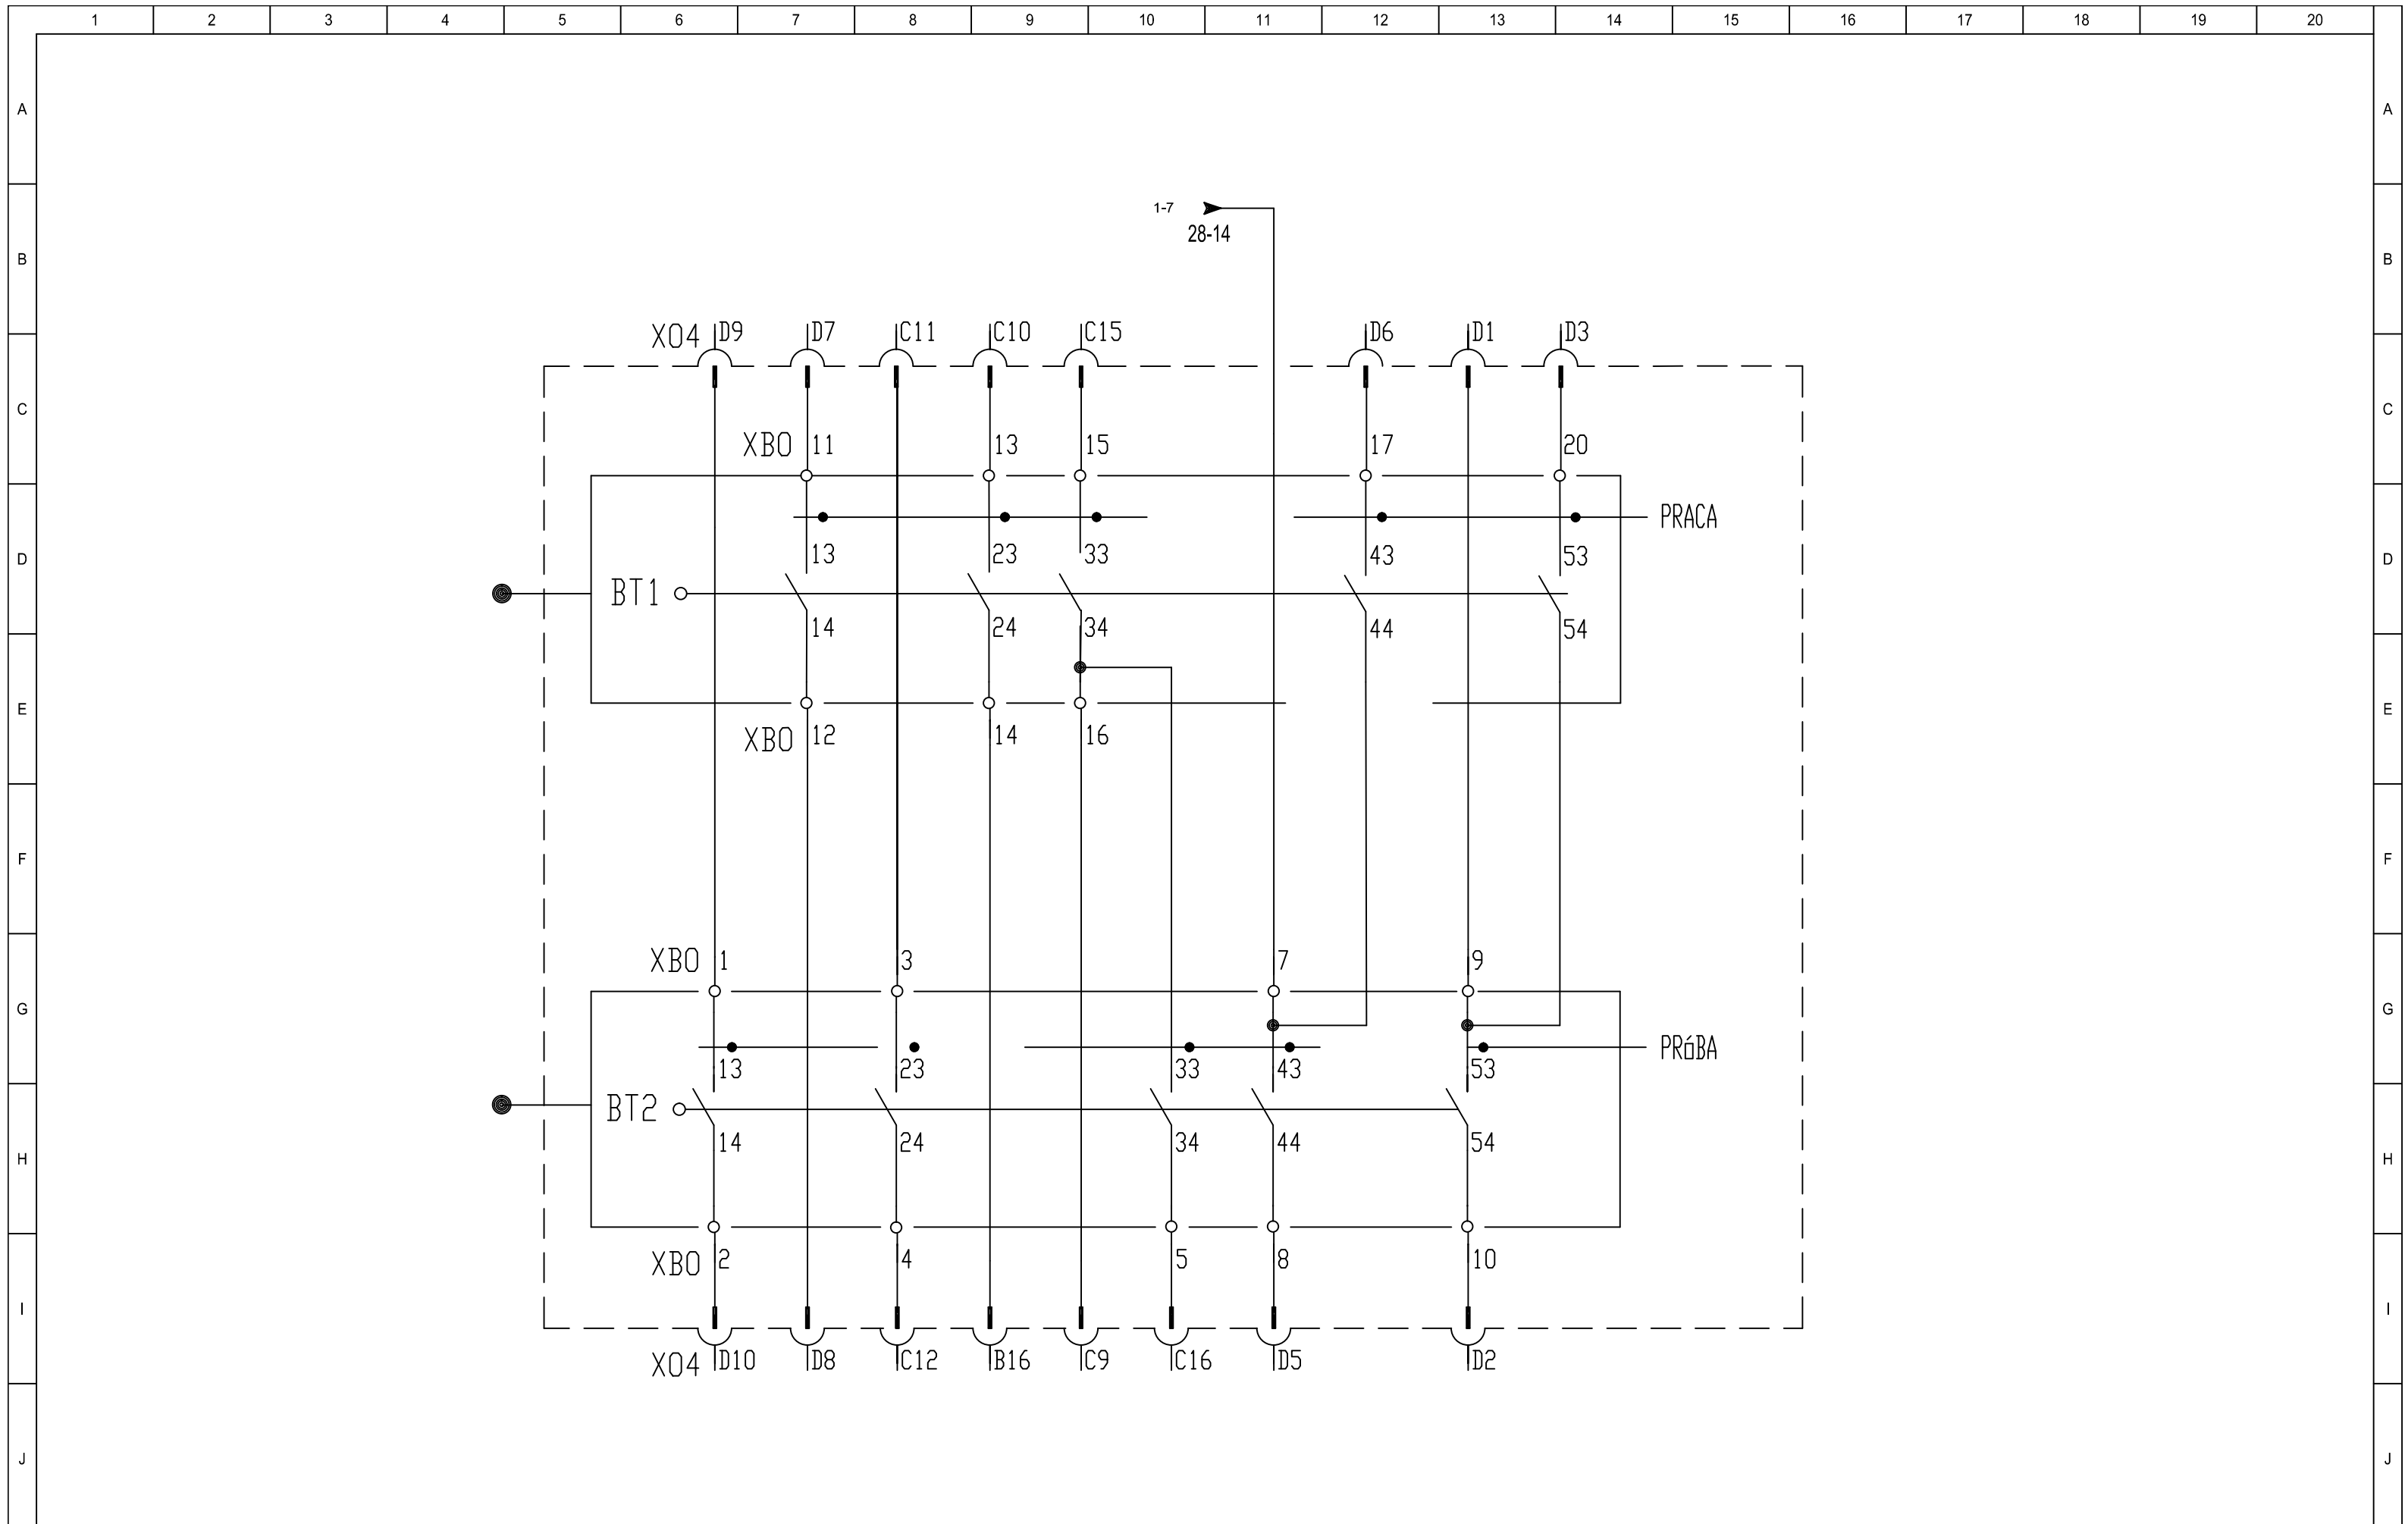 1 2 3 4 5 6 7 8 9 10 11 12 13 14 15 16 17 18 19 20
A A
1-7
28-14
B B
XO4 D9 D7 C11 C10 C15 D6 D1 D3
C C
XBO 11 13 15 17 20
PRACA
13 23 33 43 53
D D
BT1
14 24 34 44 54
E E
XBO 12 14 16
F F
XBO 1 3 7 9
G G
PRóBA
13 23 33 43 53
BT2
14 24 34 44 54
H H
XBO 2 4 5 8 10
I I
XO4 D10 D8 C12 B16 C9 C16 D5 D2
J J